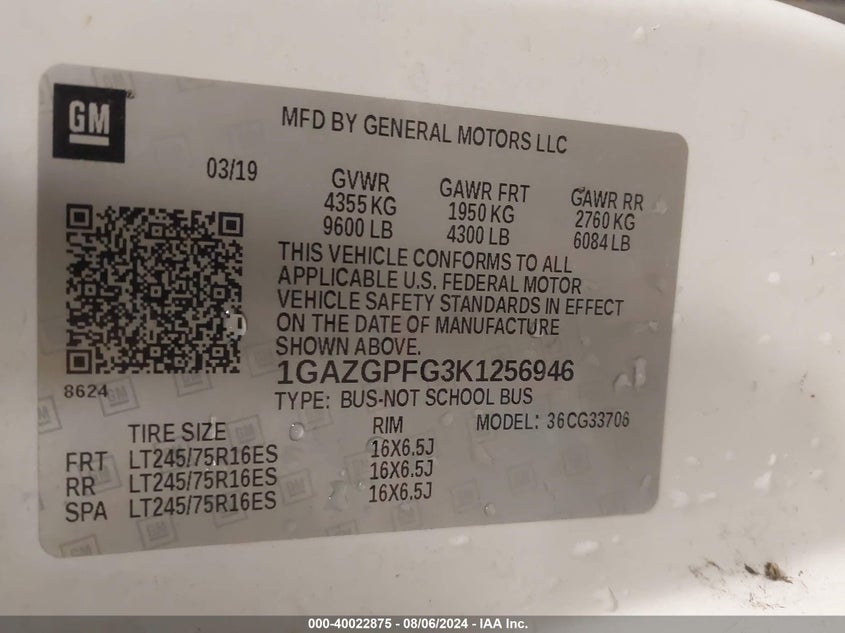 GM
MFD BY GENERAL MOTORS LLC
03/19
GVWR
4355 KG
9600 LB
GAWR FRT
1950 KG
4300 LB
GAWR RR
2760 KG
6084 LB
THIS VEHICLE CONFORMS TO ALL
APPLICABLE U.S. FEDERAL MOTOR
VEHICLE SAFETY STANDARDS IN EFFECT
ON THE DATE OF MANUFACTURE
SHOWN ABOVE.
8624
1GAZGPFG3K1256946
TYPE: BUS-NOT SCHOOL BUS
MODEL: 36CG33706
TIRE SIZE RIM
FRT LT245/75R16ES 16X6.5J
RR LT245/75R16ES 16X6.5J
SPA LT245/75R16ES 16X6.5J
000-40022875 - 08/06/2024 - IAA Inc.